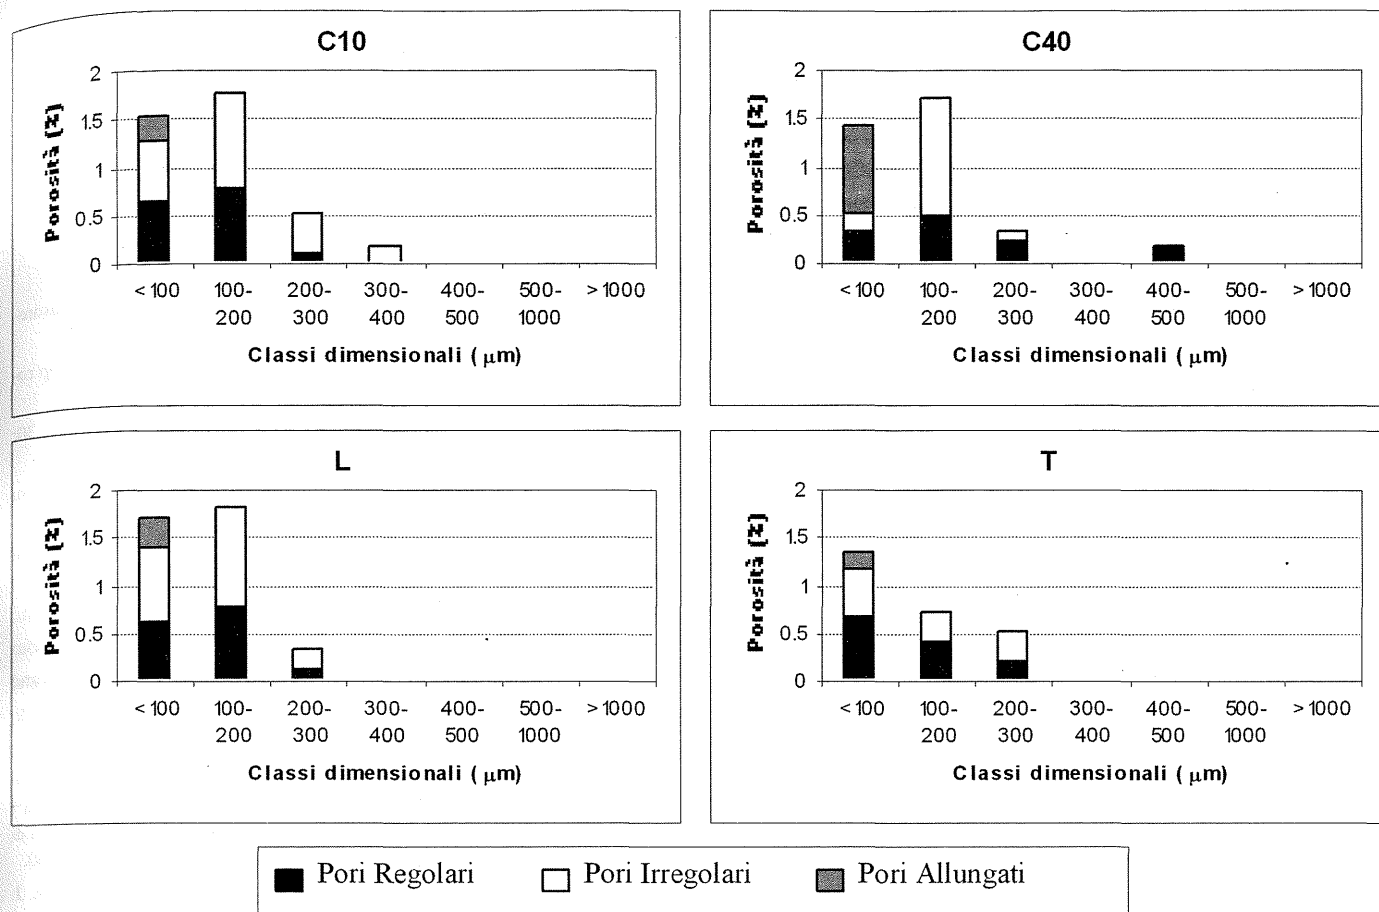 C10
Porosità (%)
2
1.5
1
0.5
0
<100 100-200 200-300 300-400 400-500 500-1000 >1000
Classi dimensionali ( μm)
C40
Porosità (%)
2
1.5
1
0.5
0
<100 100-200 200-300 300-400 400-500 500-1000 >1000
Classi dimensionali ( μm)
L
Porosità (%)
2
1.5
1
0.5
0
<100 100-200 200-300 300-400 400-500 500-1000 >1000
Classi dimensionali ( μm)
T
Porosità (%)
2
1.5
1
0.5
0
<100 100-200 200-300 300-400 400-500 500-1000 >1000
Classi dimensionali ( μm)
Pori Regolari Pori Irregolari Pori Allungati